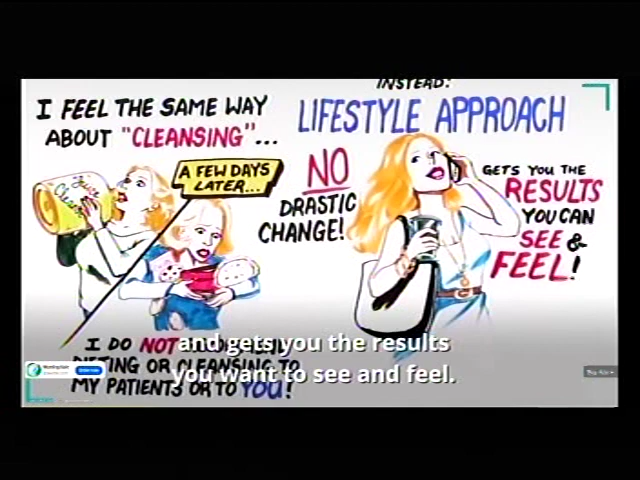 I FEEL THE SAME WAY
ABOUT "CLEANSING"...
A FEW DAYS
LATER...
INSTEAD:
LIFESTYLE APPROACH
NO
DRASTIC
CHANGE!
GETS YOU THE
RESULTS
YOU CAN
SEE &
FEEL!
I DO NOT
OR CLEANSING TO
MY PATIENTS OR TO YOU!
and gets you the results
you want to see and feel.